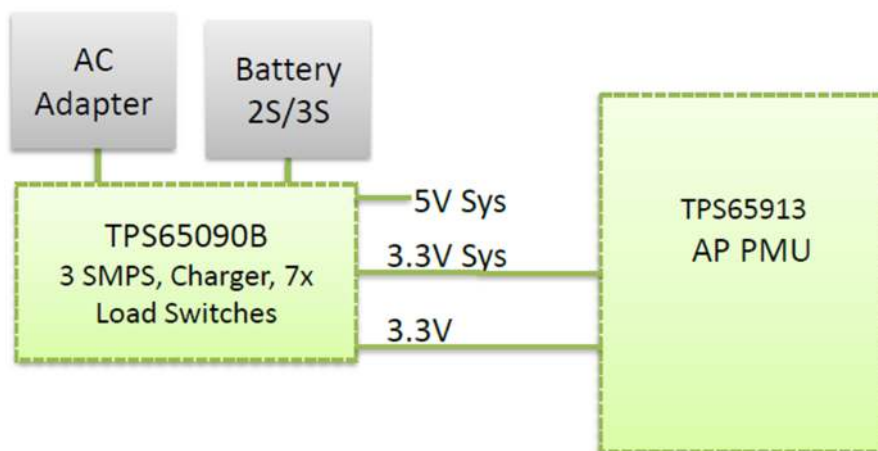 AC
Adapter
Battery
2S/3S
TPS65090B
3 SMPS, Charger, 7x
Load Switches
5V Sys
3.3V Sys
3.3V
TPS65913
AP PMU